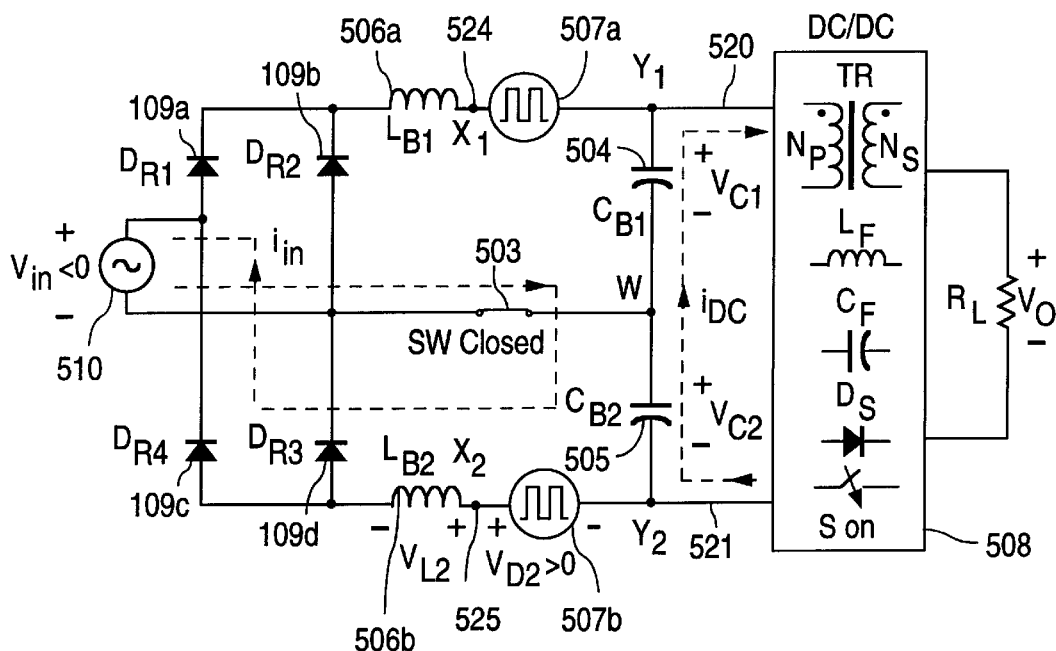 506a 524 507a DC/DC
109b Y1 520
109a TR
LB1 X1 504
DR1 DR2 + VC1 - NP NS
CB1
+ iin 503 LF
Vin<0 W iDC RL + VO -
- SW Closed CF
510
CB2 + VC2 - DS
DR4 DR3 LB2 X2 505
109c
109d - + + - Y2 521 S on 508
VL2 VD2>0
525
506b 507b